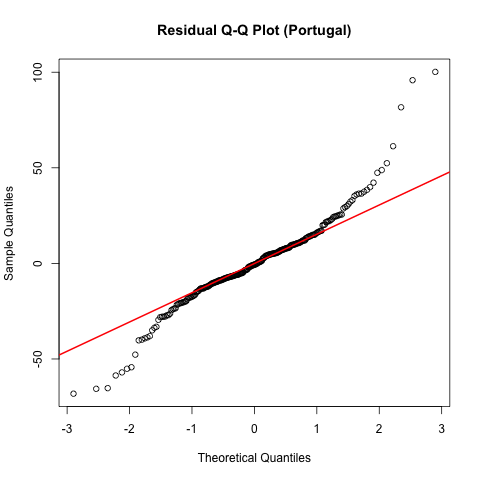 Residual Q-Q Plot (Portugal)
100
50
0
-50
Sample Quantiles
-3 -2 -1 0 1 2 3
Theoretical Quantiles